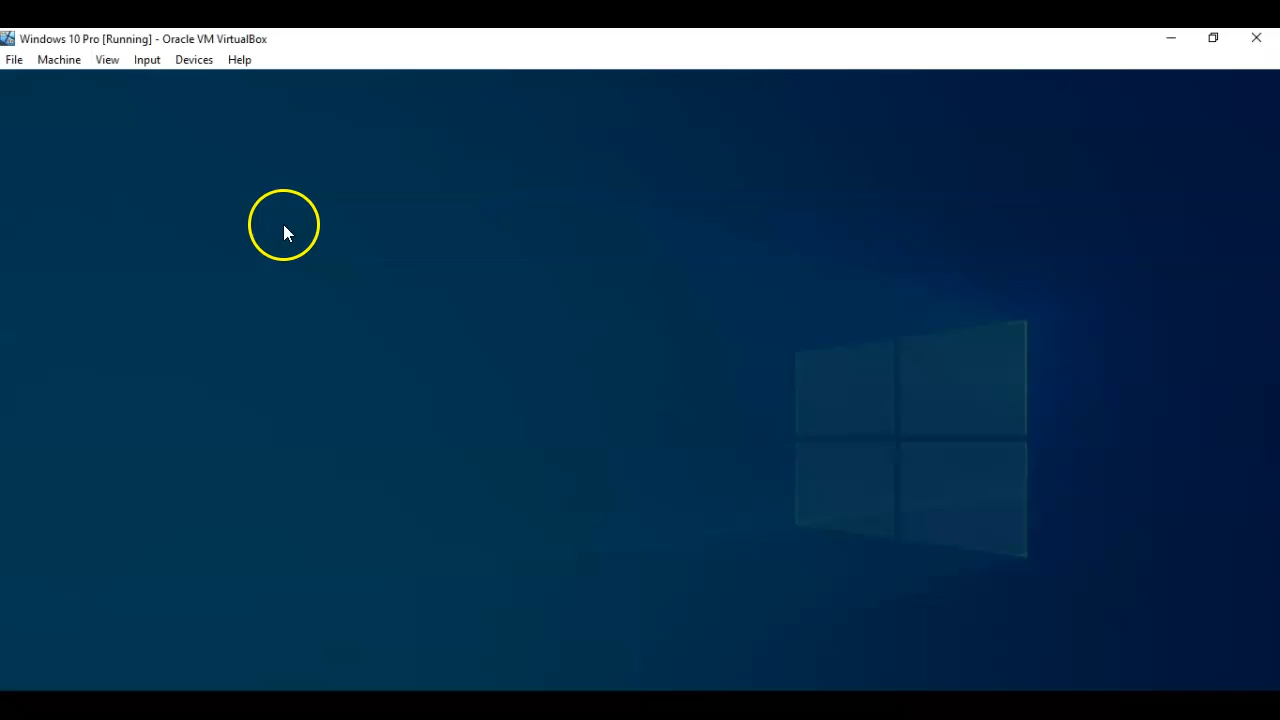 Windows 10 Pro [Running] - Oracle VM VirtualBox
File Machine View Input Devices Help